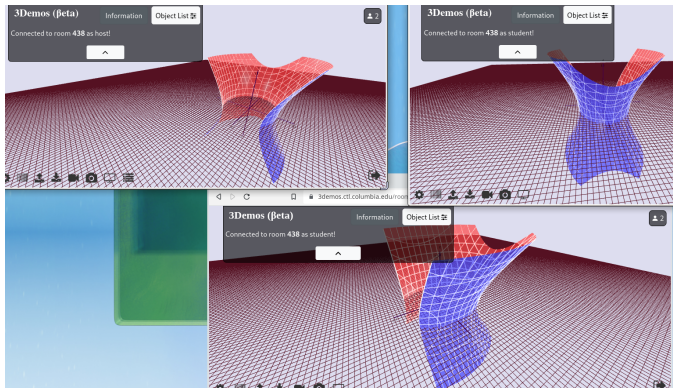 3Demos (βeta)
Information
Object List
2
Connected to room 438 as host!
3Demos (βeta)
Information
Object List
Connected to room 438 as student!
3demos.ctl.columbia.edu/room
3Demos (βeta)
Information
Object List
2
Connected to room 438 as student!